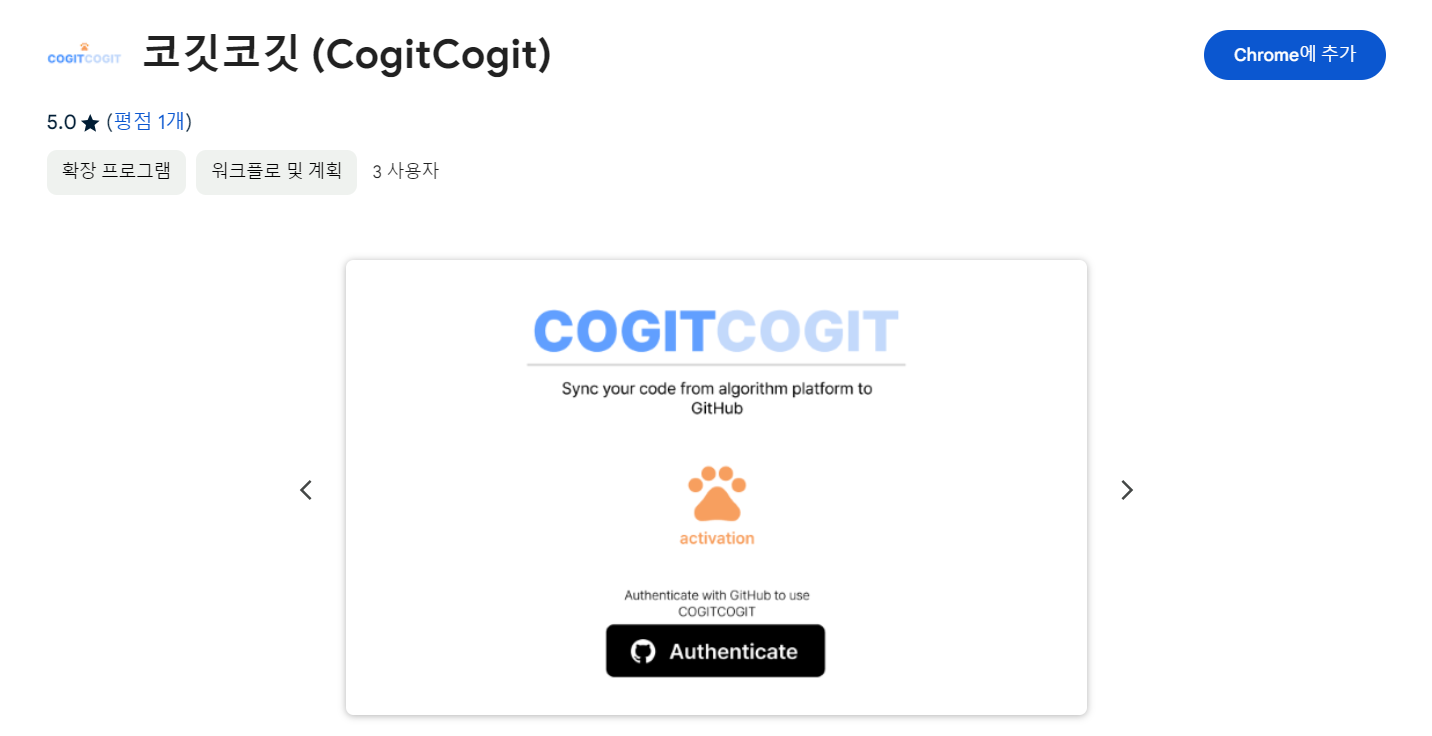 COGITCOGIT
코깃코깃 (CogitCogit)
Chrome에 추가
5.0 ★ (평점 1개)
확장 프로그램
워크플로 및 계획
3 사용자
COGITCOGIT
Sync your code from algorithm platform to
GitHub
activation
Authenticate with GitHub to use
COGITCOGIT
Authenticate